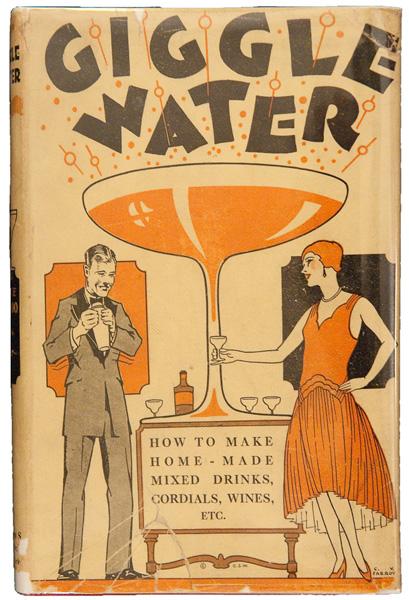 GIGGLE
WATER
HOW TO MAKE
HOME-MADE
MIXED DRINKS,
CORDIALS, WINES,
ETC.
© C.S.W.